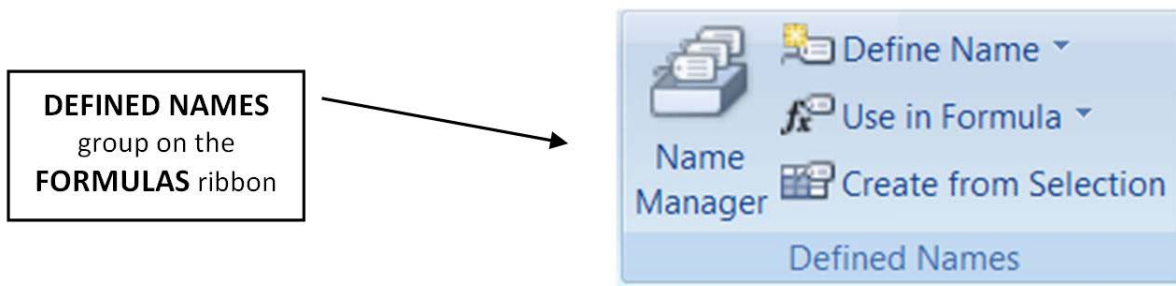 DEFINED NAMES
group on the
FORMULAS ribbon
Name
Manager
Define Name
Use in Formula
Create from Selection
Defined Names